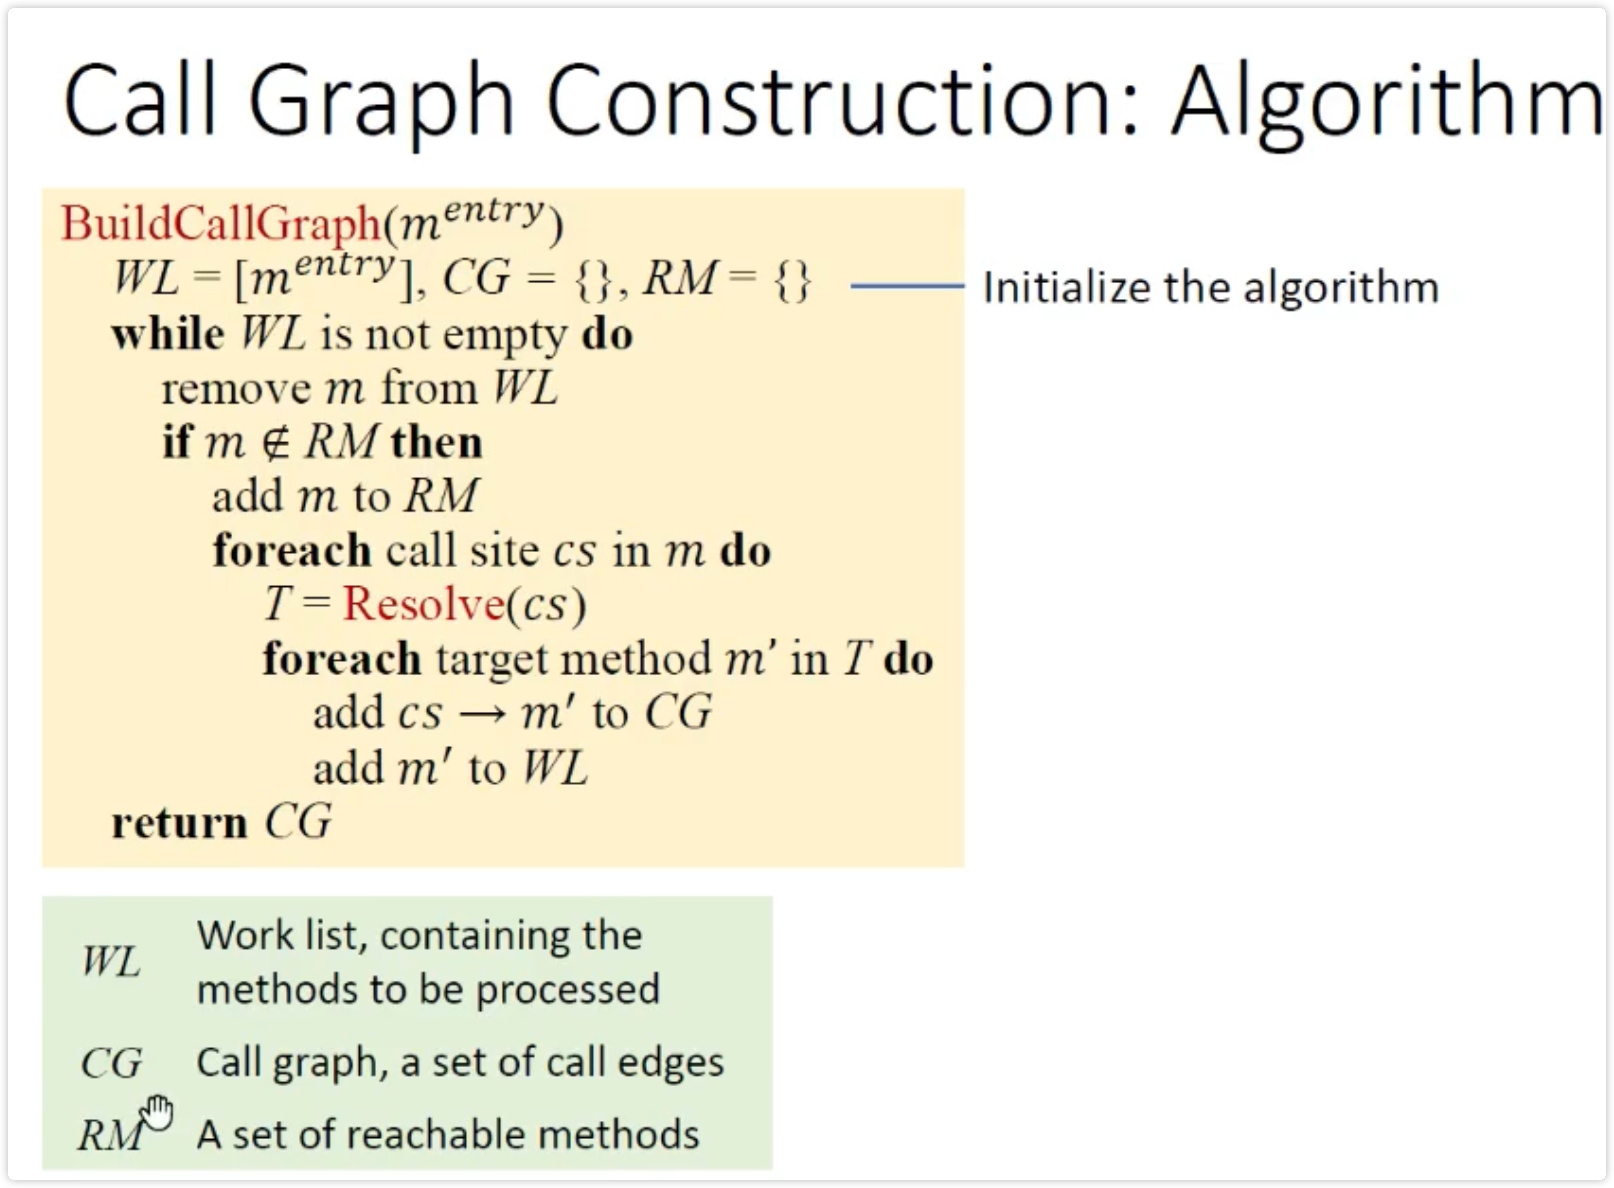 Call Graph Construction: Algorithm
BuildCallGraph(m^entry)
WL = [m^entry], CG = {}, RM = {}
Initialize the algorithm
while WL is not empty do
remove m from WL
if m ∉ RM then
add m to RM
foreach call site cs in m do
T = Resolve(cs)
foreach target method m’ in T do
add cs → m′ to CG
add m′ to WL
return CG
WL Work list, containing the
methods to be processed
CG Call graph, a set of call edges
RM A set of reachable methods